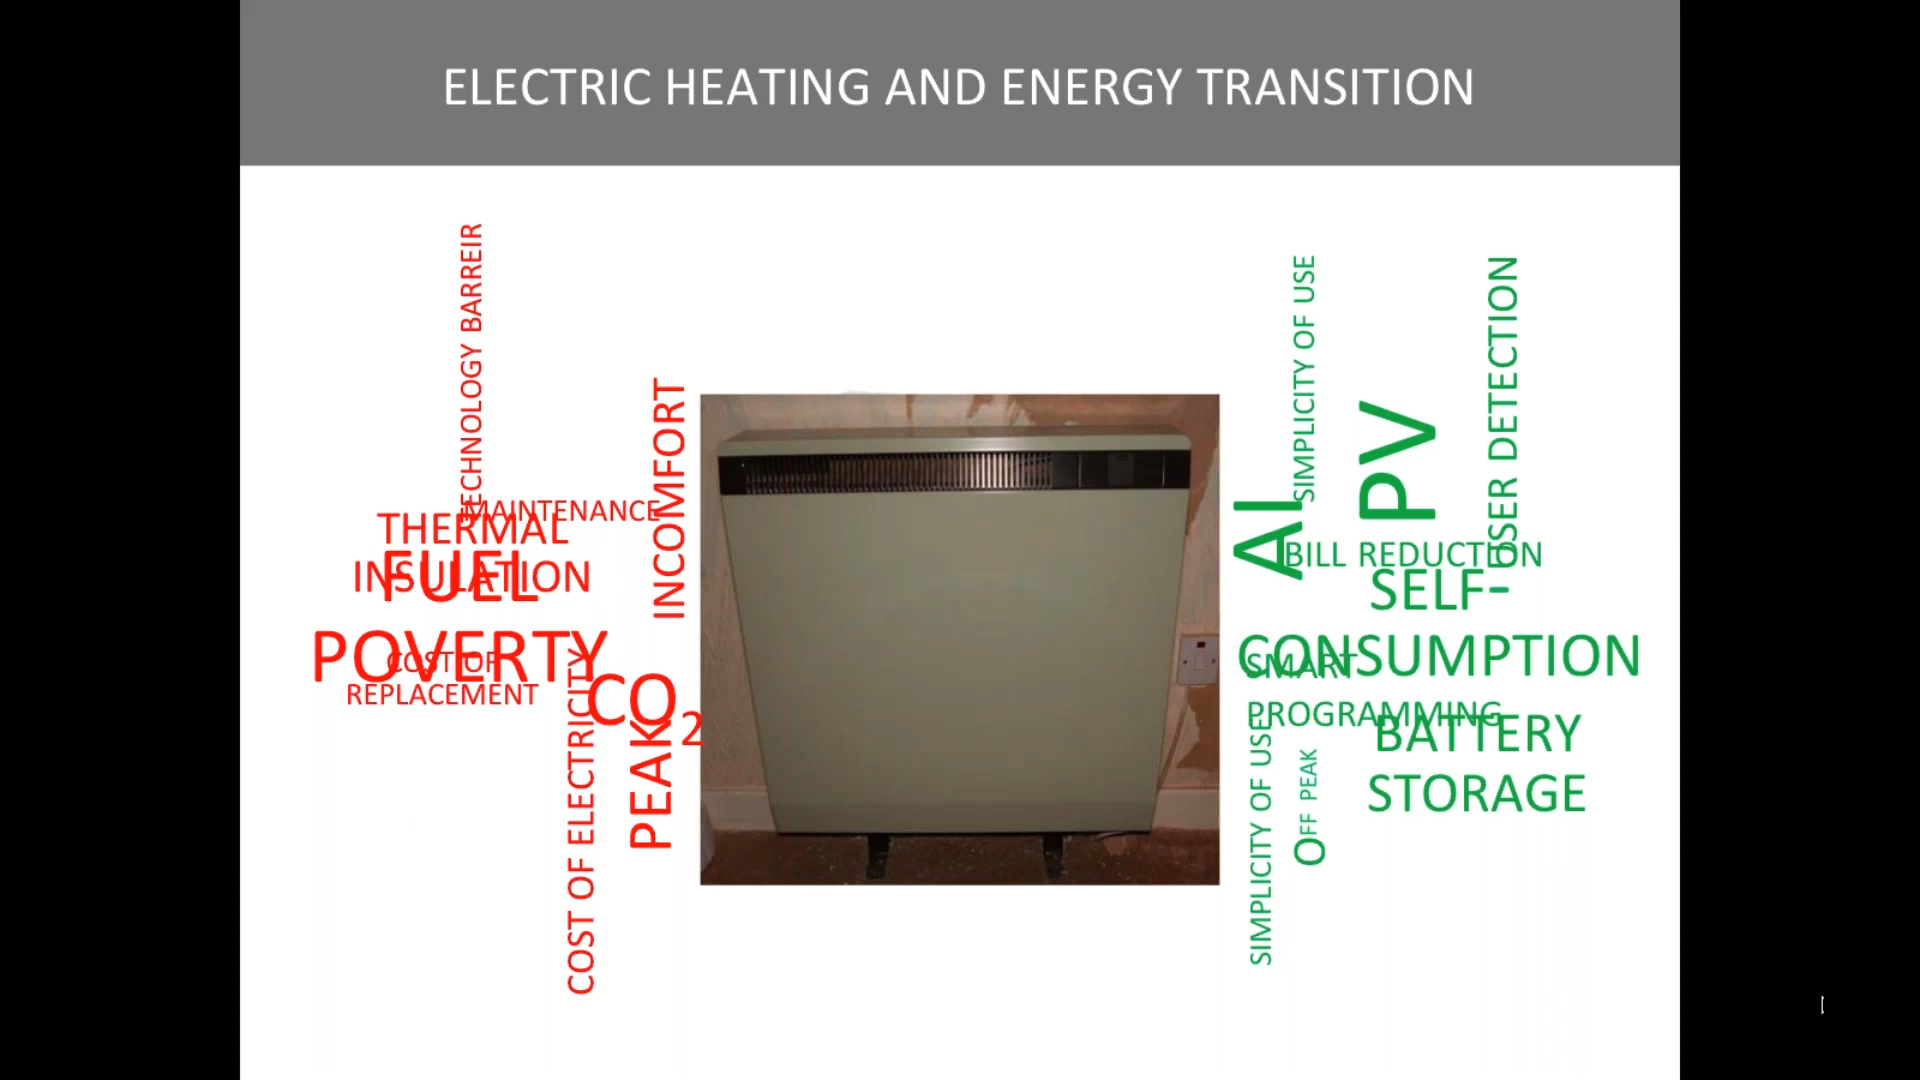 ELECTRIC HEATING AND ENERGY TRANSITION
TECHNOLOGY BARREIR
MAINTENANCE
INCOMFORT
THERMAL
INSULATION
FUEL
POVERTY
COST OF
REPLACEMENT
COST OF ELECTRICITY
CO₂
PEAK
AI
SIMPLICITY OF USE
PV
USER DETECTION
BILL REDUCTION
SELF-
CONSUMPTION
SMART
PROGRAMMING
BATTERY
STORAGE
SIMPLICITY OF USE
OFF PEAK